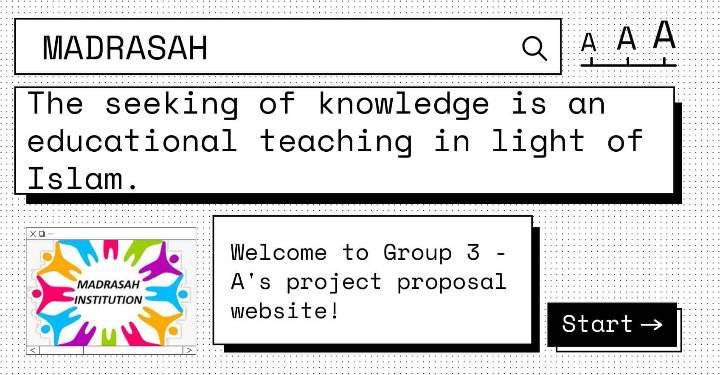 MADRASAH
A A A
The seeking of knowledge is an
educational teaching in light of
Islam.
MADRASAH
INSTITUTION
Welcome to Group 3 -
A's project proposal
website!
Start →